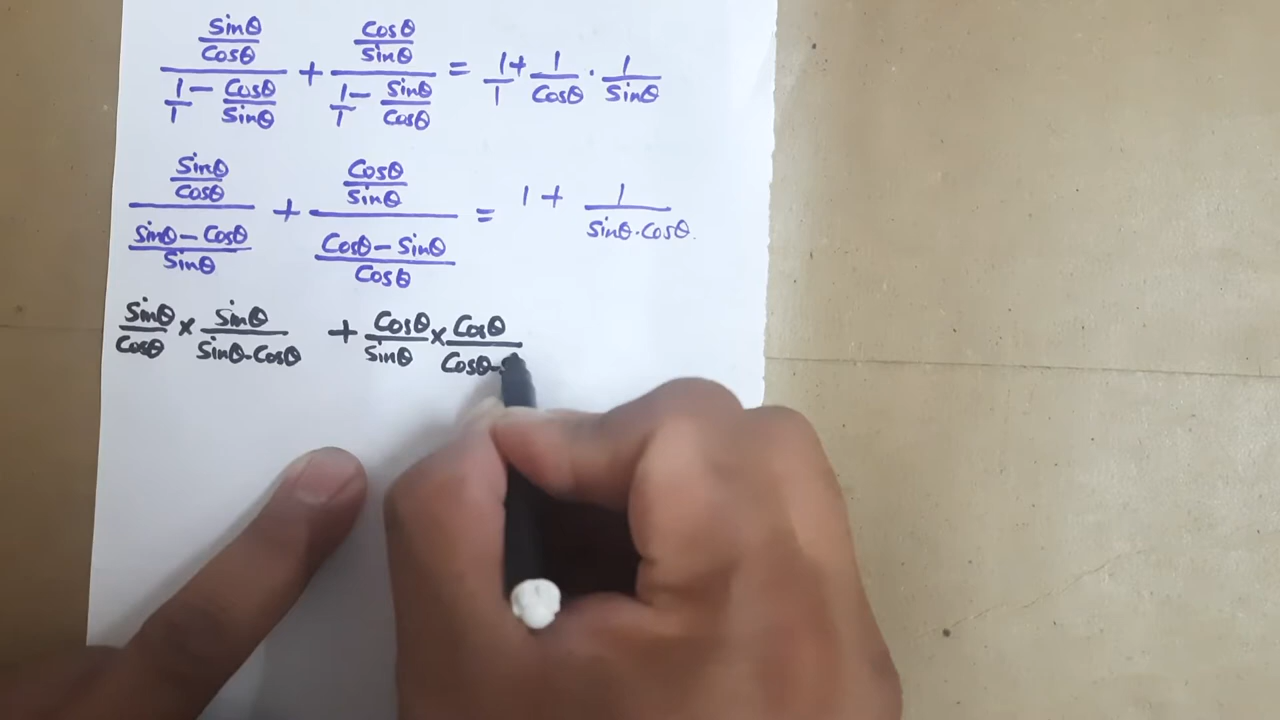 sinθ/cosθ / (1/1 - cosθ/sinθ) + cosθ/sinθ / (1/1 - sinθ/cosθ) = 1/1 + 1/cosθ · 1/sinθ
sinθ/cosθ / (sinθ - cosθ)/sinθ + cosθ/sinθ / (cosθ - sinθ)/cosθ = 1 + 1/sinθ·cosθ.
sinθ/cosθ × sinθ/sinθ-cosθ + cosθ/sinθ × cosθ/cosθ-